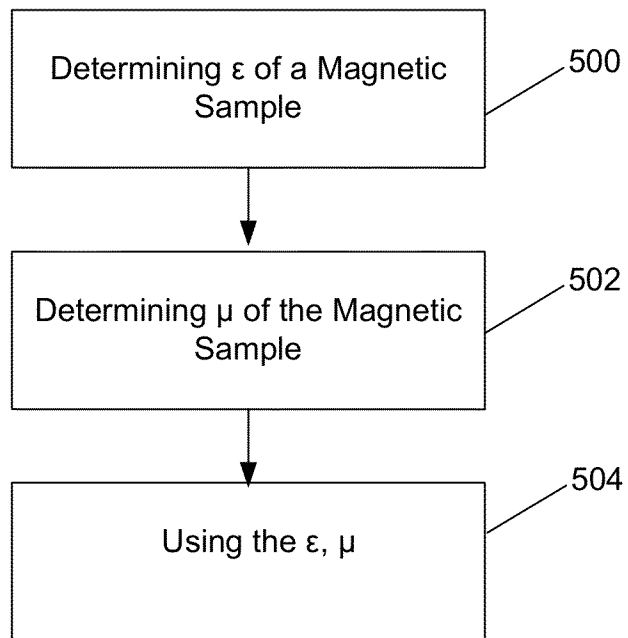 Determining ε of a Magnetic
Sample
500
Determining μ of the Magnetic
Sample
502
Using the ε, μ
504